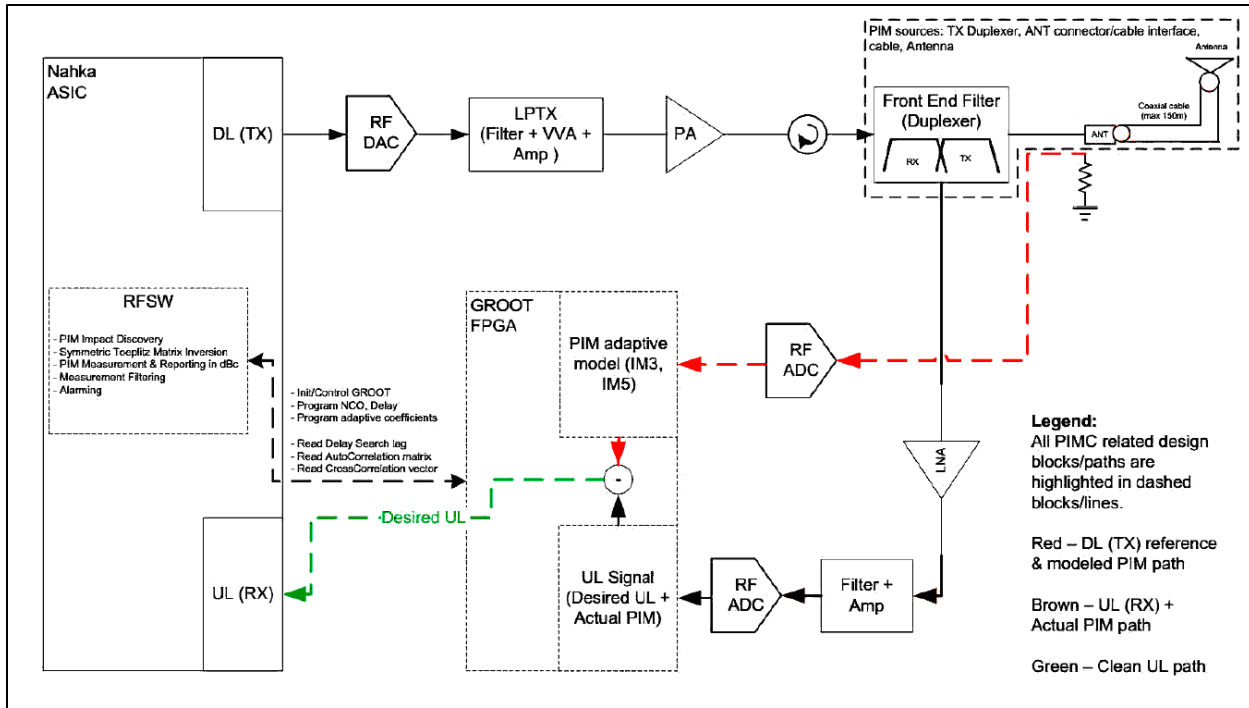 PIM sources: TX Duplexer, ANT connector/cable interface,
cable, Antenna
Antenna
Nahka
ASIC
DL (TX)
RF
DAC
LPTX
(Filter + VVA +
Amp )
PA
Front End Filter
(Duplexer)
RX
TX
Coaxial cable
(max 150m)
ANT
RFSW
- PIM Impact Discovery
- Symmetric Toeplitz Matrix Inversion
- PIM Measurement & Reporting in dBc
- Measurement Filtering
- Alarming
- Init/Control GROOT
- Program NCO, Delay
- Program adaptive coefficients
- Read Delay Search lag
- Read AutoCorrelation matrix
- Read CrossCorrelation vector
GROOT
FPGA
PIM adaptive
model (IM3,
IM5)
RF
ADC
-
Desired UL
LNA
UL (RX)
UL Signal
(Desired UL +
Actual PIM)
RF
ADC
Filter +
Amp
Legend:
All PIMC related design
blocks/paths are
highlighted in dashed
blocks/lines.
Red – DL (TX) reference
& modeled PIM path
Brown – UL (RX) +
Actual PIM path
Green – Clean UL path